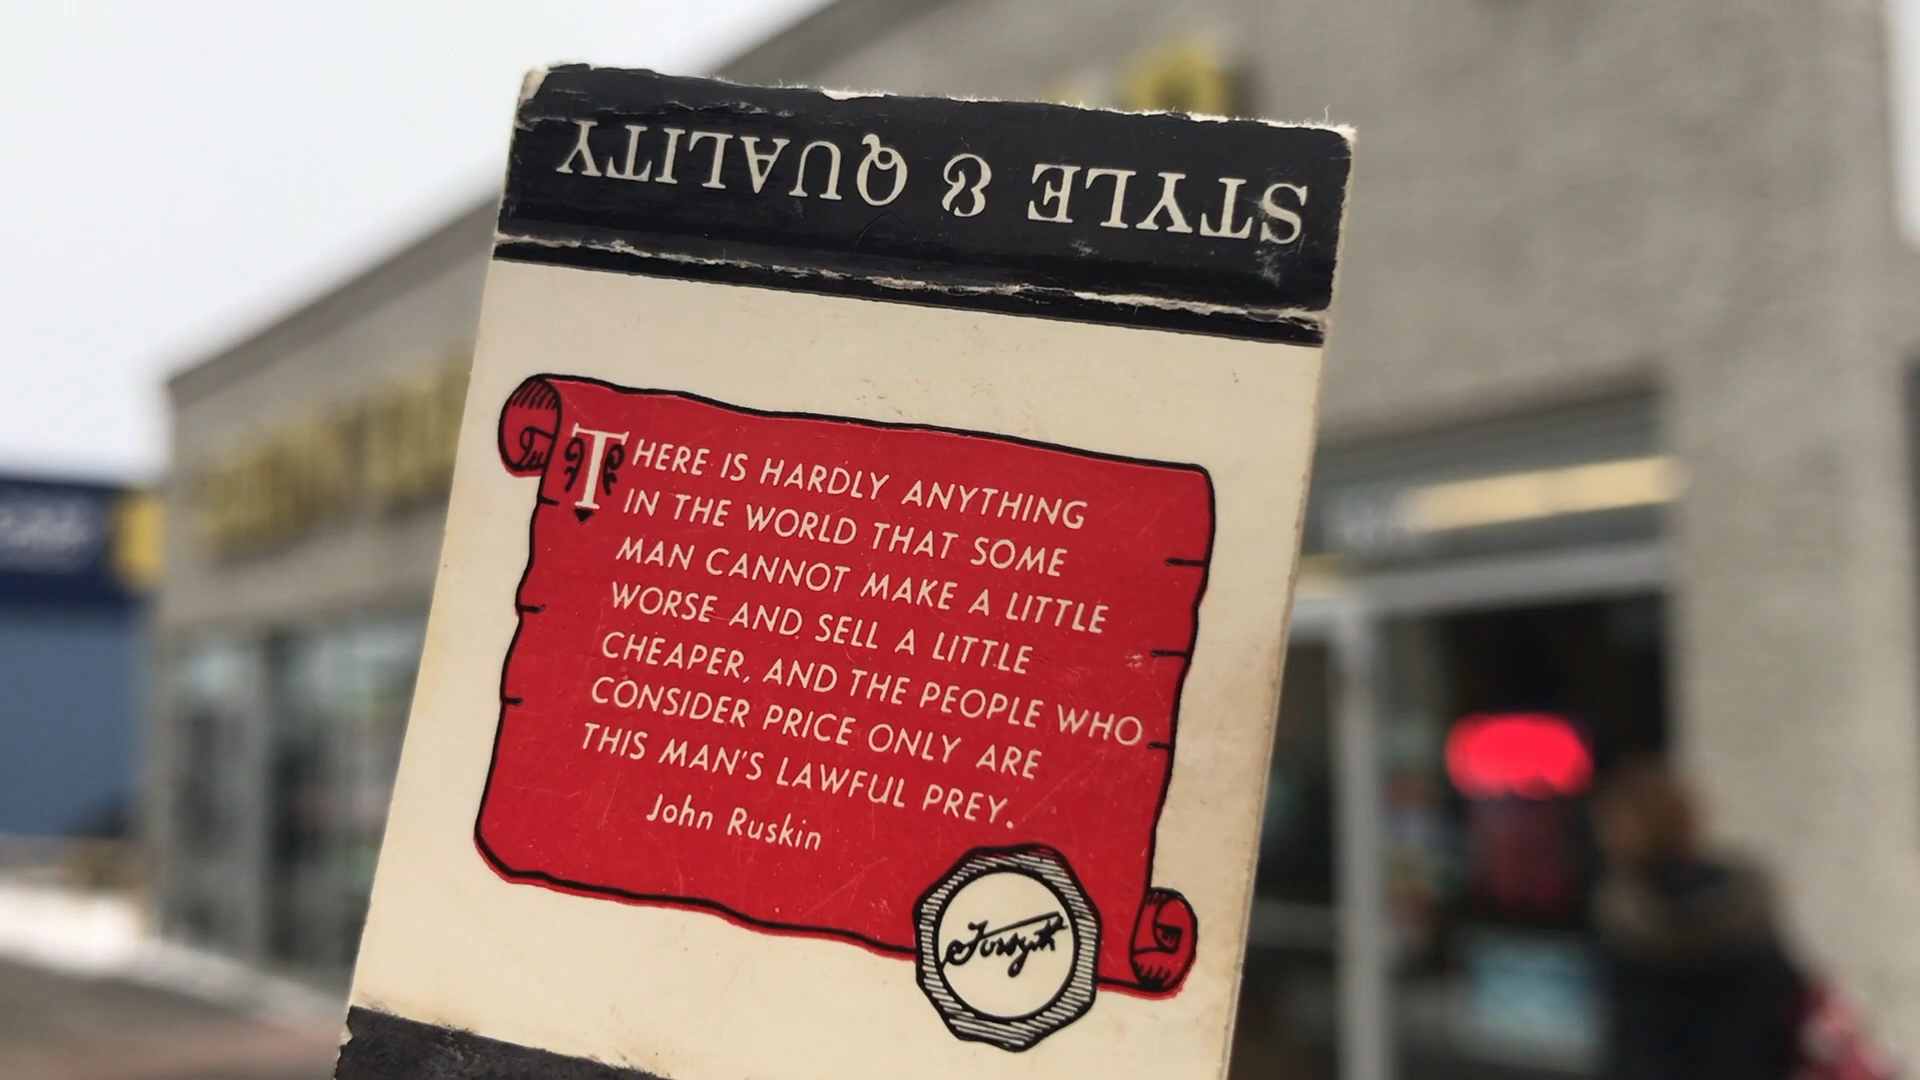 STYLE & QUALITY
THERE IS HARDLY ANYTHING
IN THE WORLD THAT SOME
MAN CANNOT MAKE A LITTLE
WORSE AND SELL A LITTLE
CHEAPER, AND THE PEOPLE WHO
CONSIDER PRICE ONLY ARE
THIS MAN'S LAWFUL PREY.
John Ruskin
Forsyth